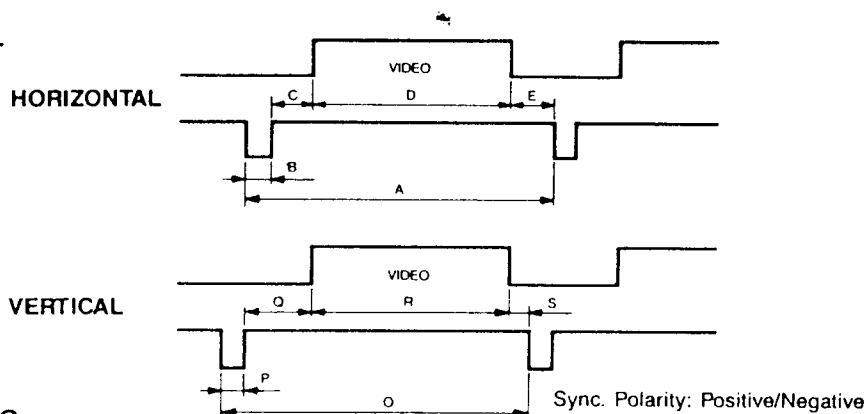 VIDEO
HORIZONTAL
C D E
B
A
VIDEO
VERTICAL
Q R S
P
O
Sync. Polarity: Positive/Negative